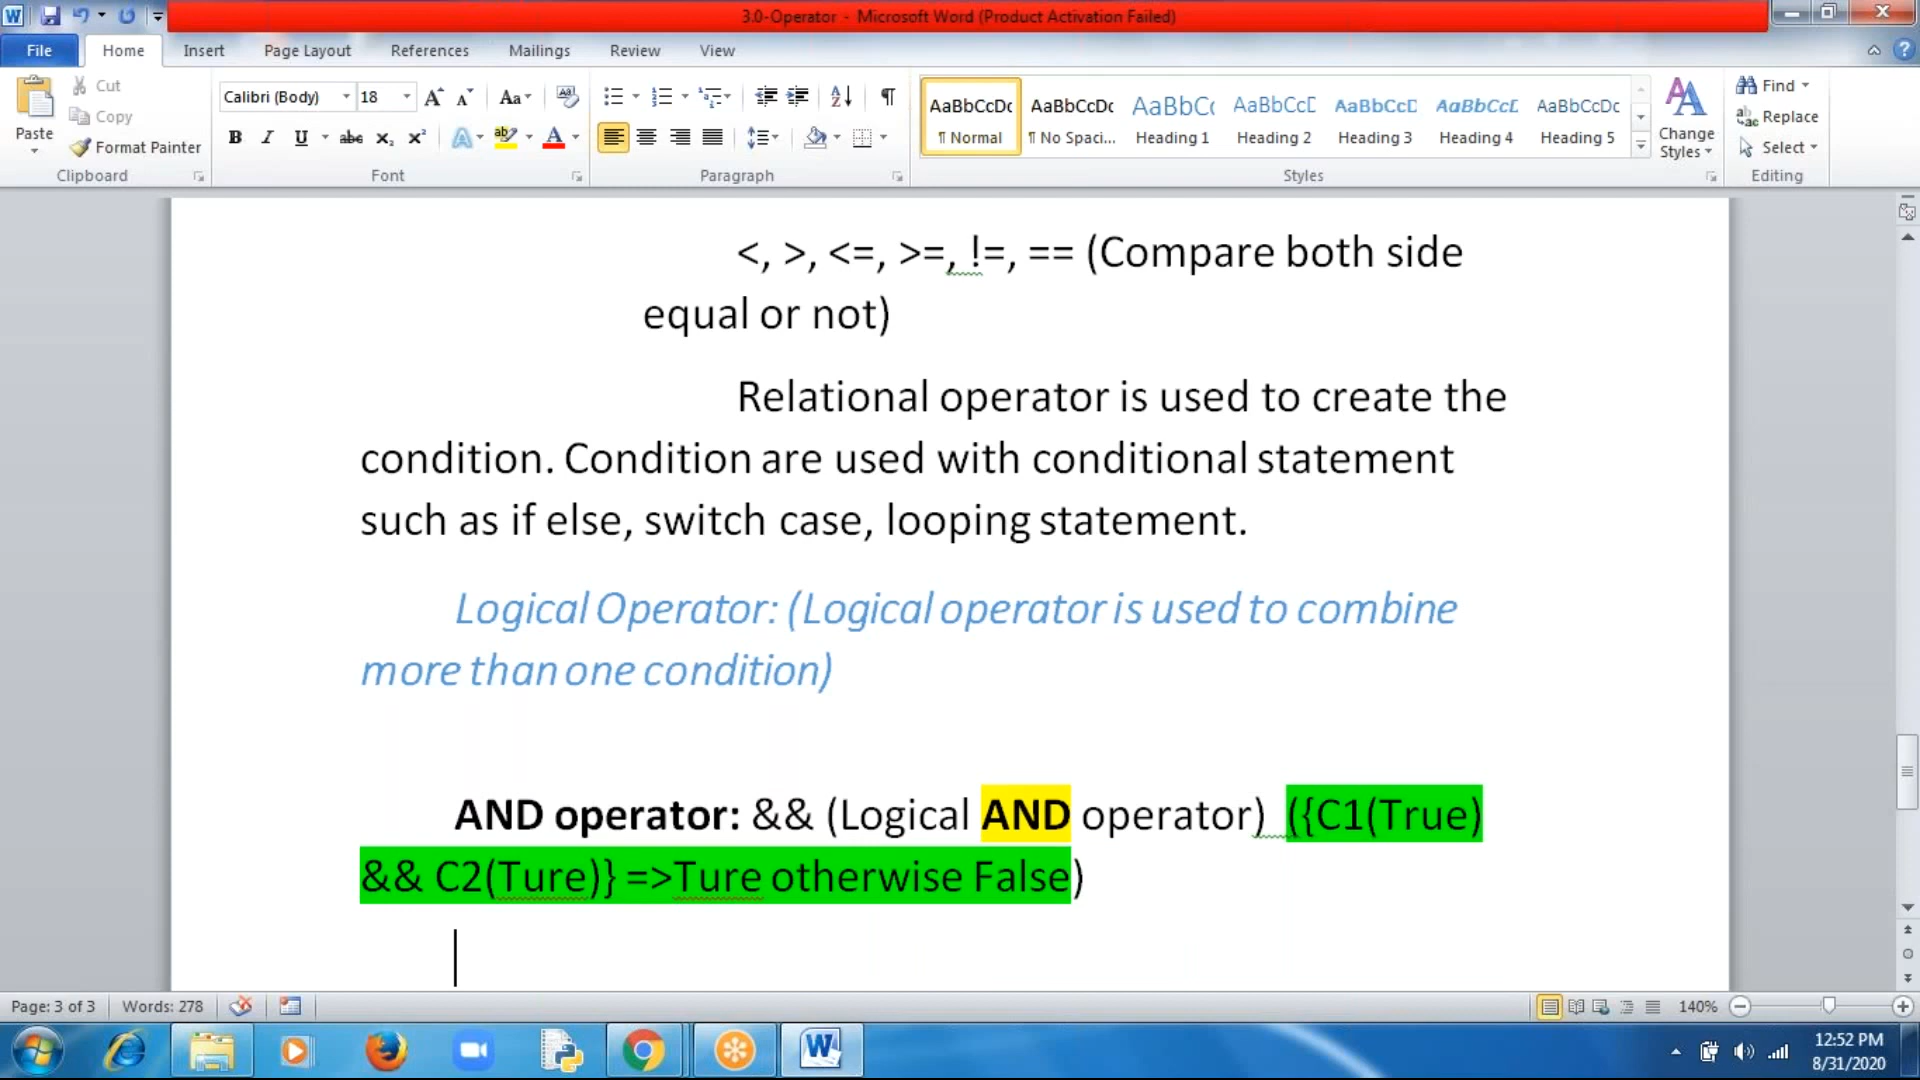 3.0-Operator - Microsoft Word (Product Activation Failed)
File Home Insert Page Layout References Mailings Review View
Paste
Cut
Copy
Format Painter
Clipboard
Calibri (Body) 18
Font
Paragraph
AaBbCcDc AaBbCcDc AaBbC( AaBbCcD AaBbCcD AaBbCcD AaBbCcDc
¶ Normal ¶ No Spaci... Heading 1 Heading 2 Heading 3 Heading 4 Heading 5
Styles
Change
Styles
Find
Replace
Select
Editing
<, >, <=, >=, !=, == (Compare both side
equal or not)
Relational operator is used to create the
condition. Condition are used with conditional statement
such as if else, switch case, looping statement.
Logical Operator: (Logical operator is used to combine
more than one condition)
AND operator: && (Logical AND operator) ({C1(True)
&& C2(Ture)} =>Ture otherwise False)
Page: 3 of 3 Words: 278 140%
12:52 PM
8/31/2020